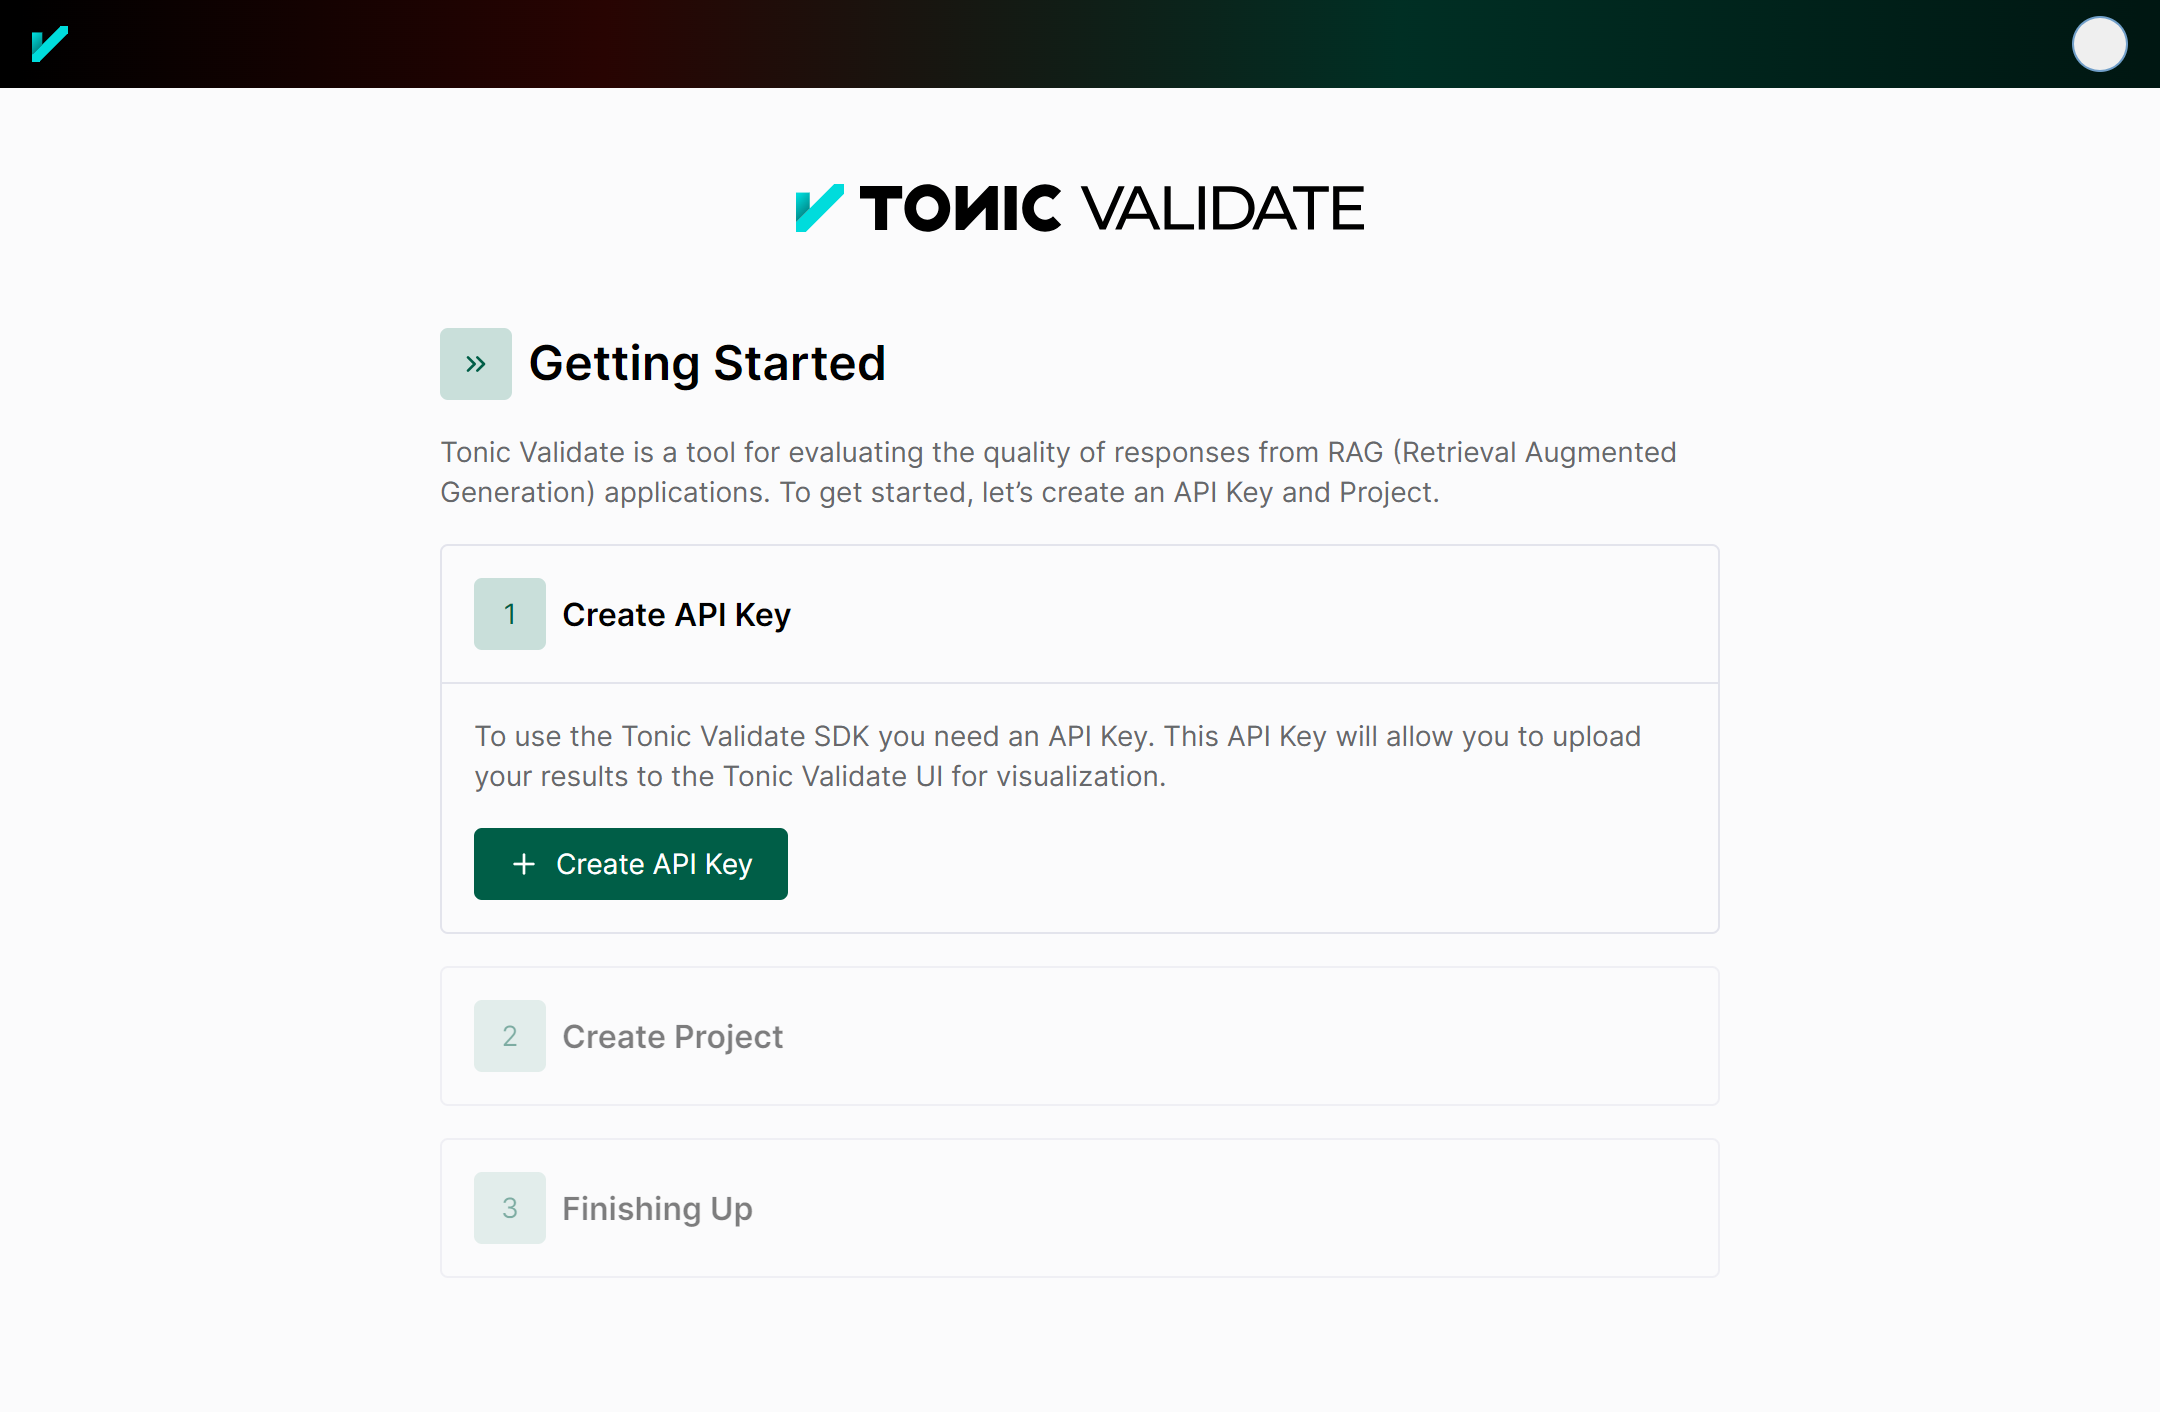 TONIC VALIDATE
Getting Started
Tonic Validate is a tool for evaluating the quality of responses from RAG (Retrieval Augmented
Generation) applications. To get started, let’s create an API Key and Project.
1 Create API Key
To use the Tonic Validate SDK you need an API Key. This API Key will allow you to upload
your results to the Tonic Validate UI for visualization.
+ Create API Key
2 Create Project
3 Finishing Up